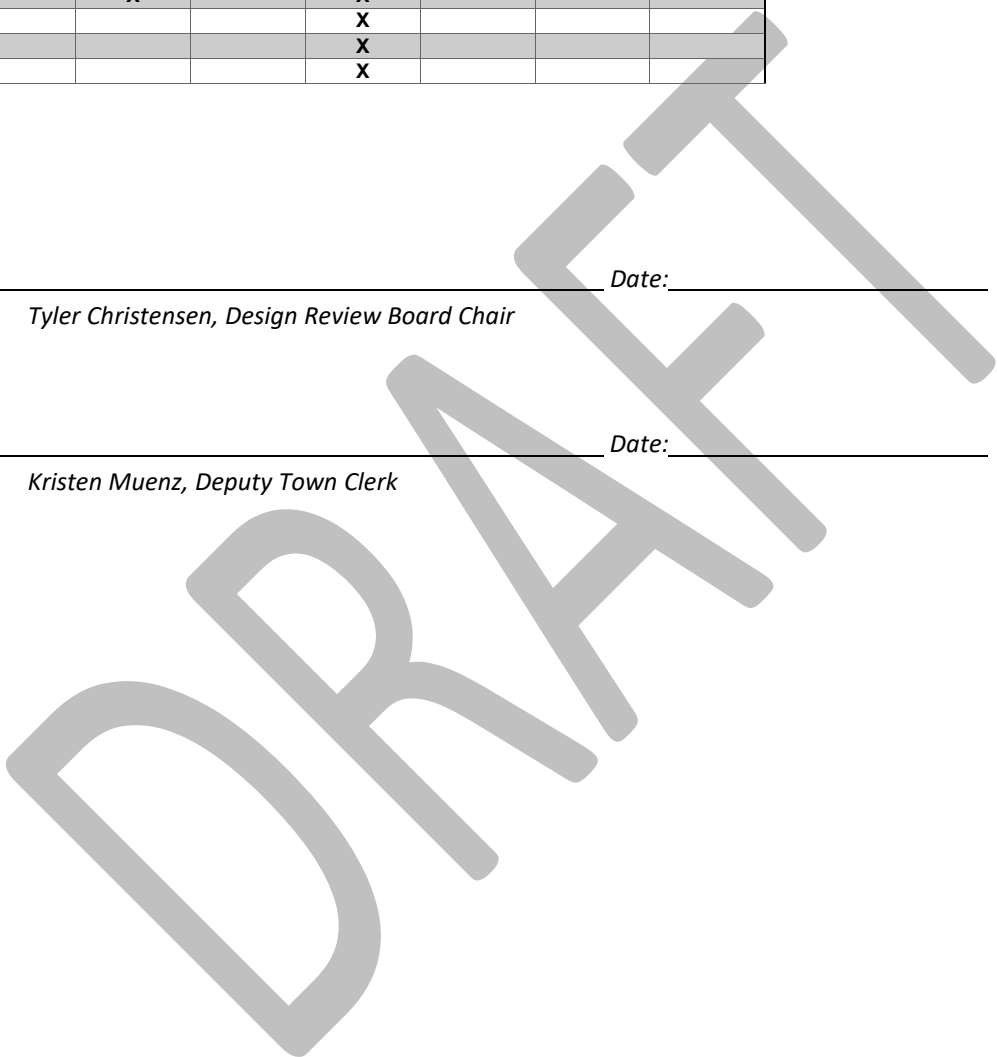 X X
X
X
X
Date:
Tyler Christensen, Design Review Board Chair
Date:
Kristen Muenz, Deputy Town Clerk
DRAFT